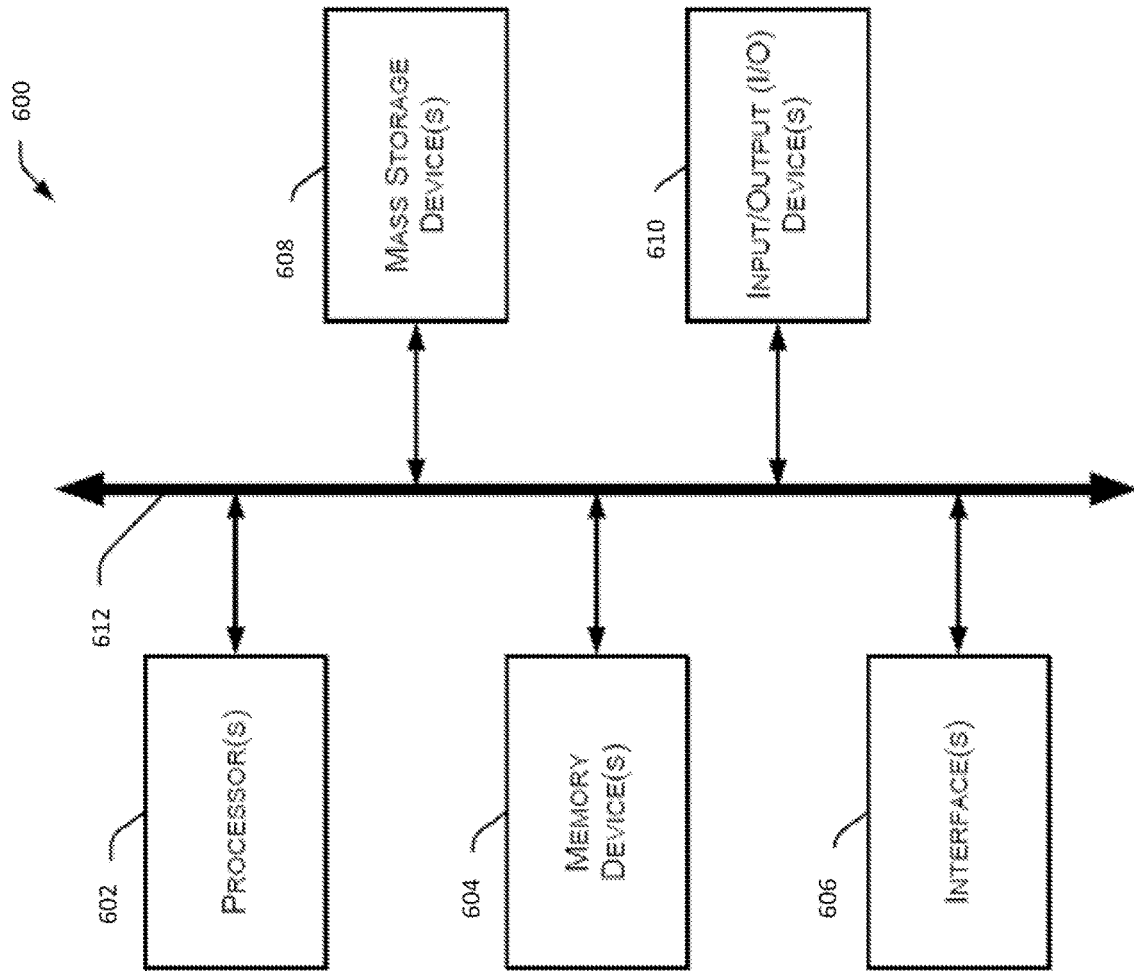 600
602
PROCESSOR(S)
604
MEMORY
DEVICE(S)
606
INTERFACE(S)
612
608
MASS STORAGE
DEVICE(S)
610
INPUT/OUTPUT (I/O)
DEVICE(S)